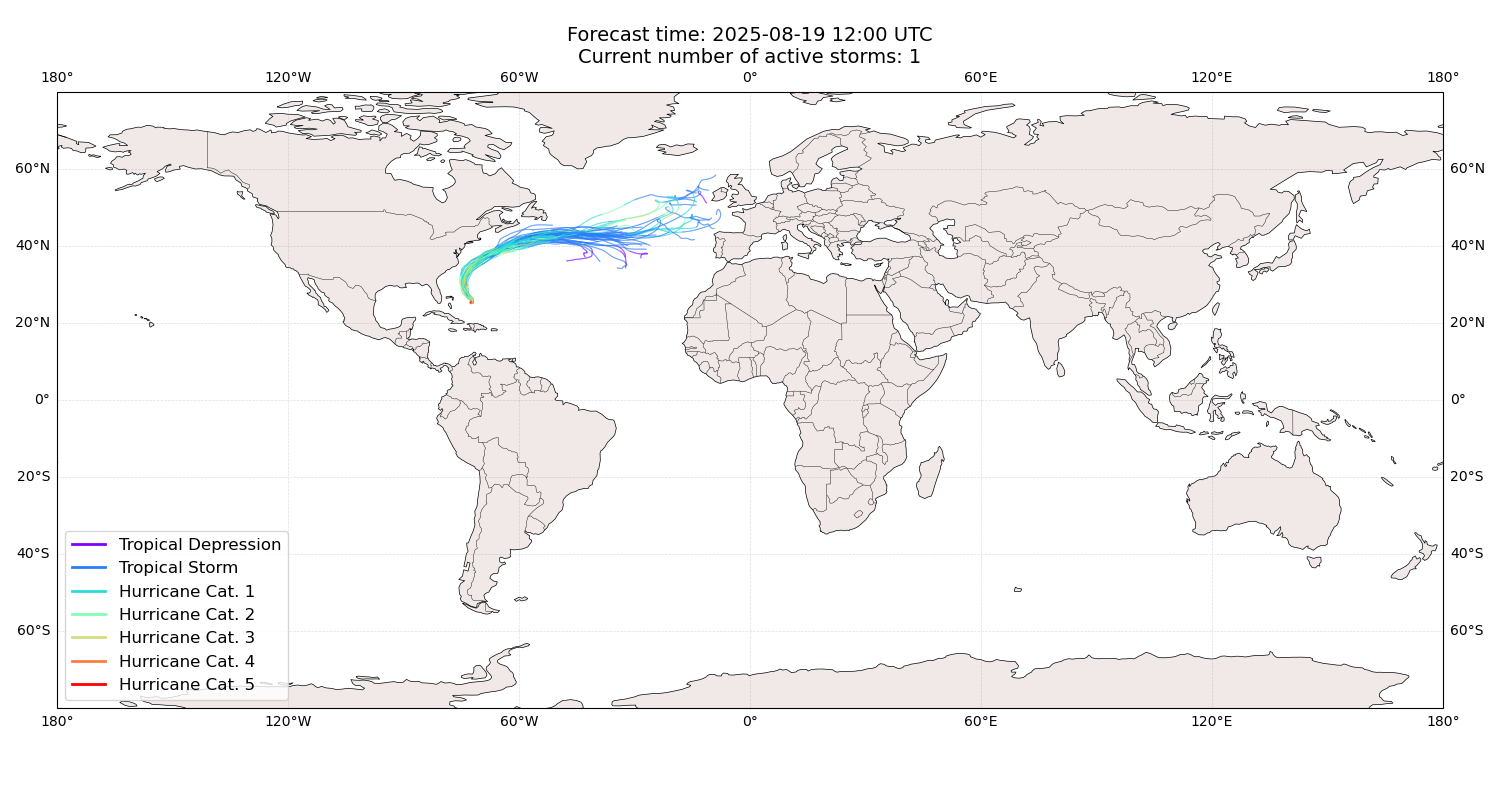 Forecast time: 2025-08-19 12:00 UTC
Current number of active storms: 1
180° 120°W 60°W 0° 60°E 120°E 180°
60°N 60°N
40°N 40°N
20°N 20°N
0° 0°
20°S 20°S
40°S 40°S
60°S 60°S
Tropical Depression
Tropical Storm
Hurricane Cat. 1
Hurricane Cat. 2
Hurricane Cat. 3
Hurricane Cat. 4
Hurricane Cat. 5
180° 120°W 60°W 0° 60°E 120°E 180°